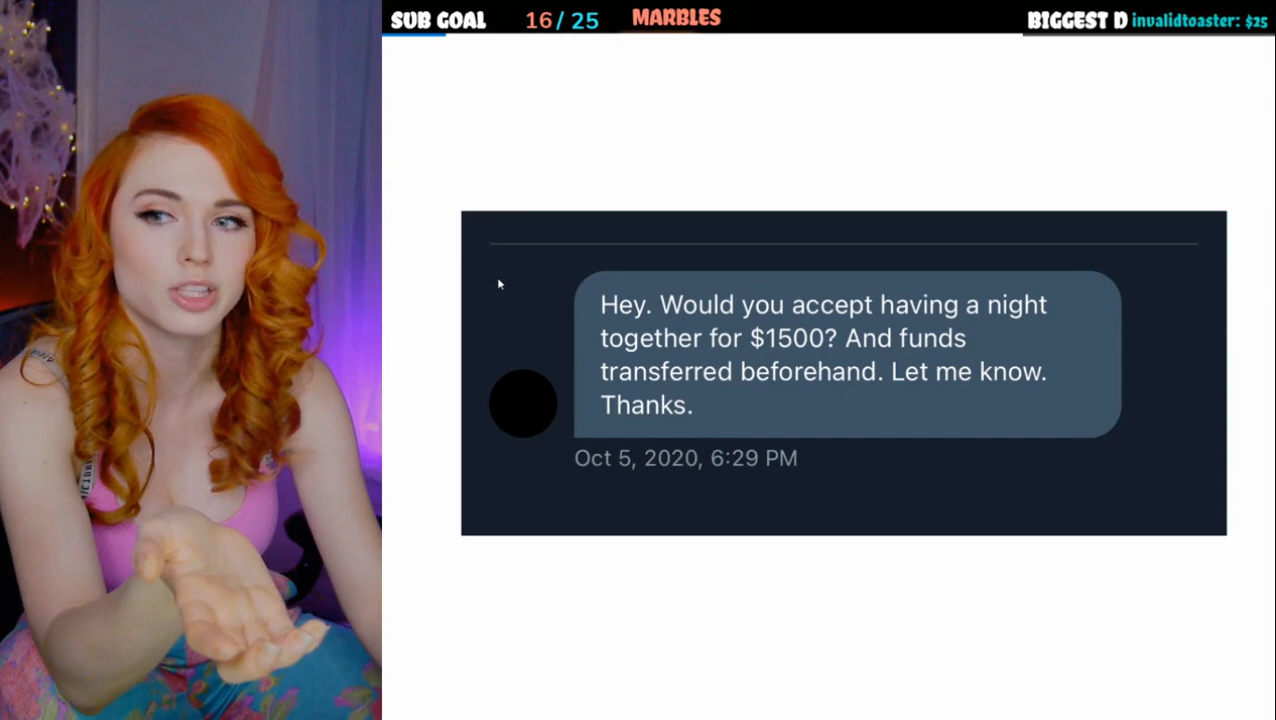 SUB GOAL 16 / 25 MARBLES BIGGEST D invalidtoaster: $25
Hey. Would you accept having a night
together for $1500? And funds
transferred beforehand. Let me know.
Thanks.
Oct 5, 2020, 6:29 PM